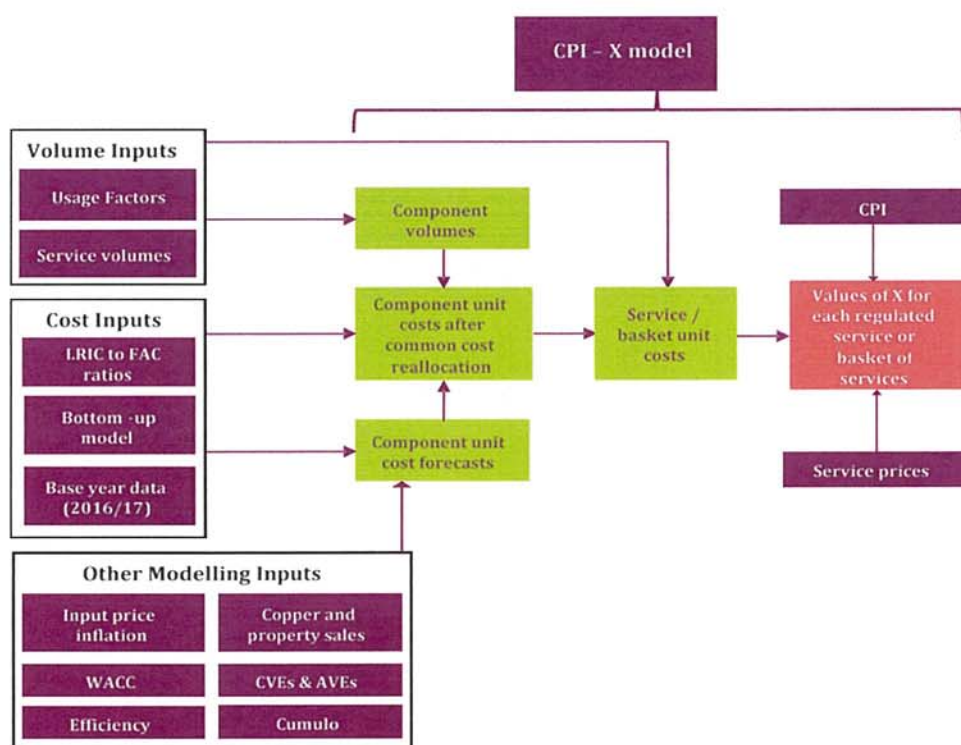 CPI – X model
Volume Inputs
Usage Factors
Service volumes
Cost Inputs
LRIC to FAC
ratios
Bottom -up
model
Base year data
(2016/17)
Other Modelling Inputs
Input price
inflation
Copper and
property sales
WACC
CVEs & AVEs
Efficiency
Cumulo
Component
volumes
Component unit
costs after
common cost
reallocation
Component unit
cost forecasts
Service /
basket unit
costs
CPI
Values of X for
each regulated
service or
basket of
services
Service prices